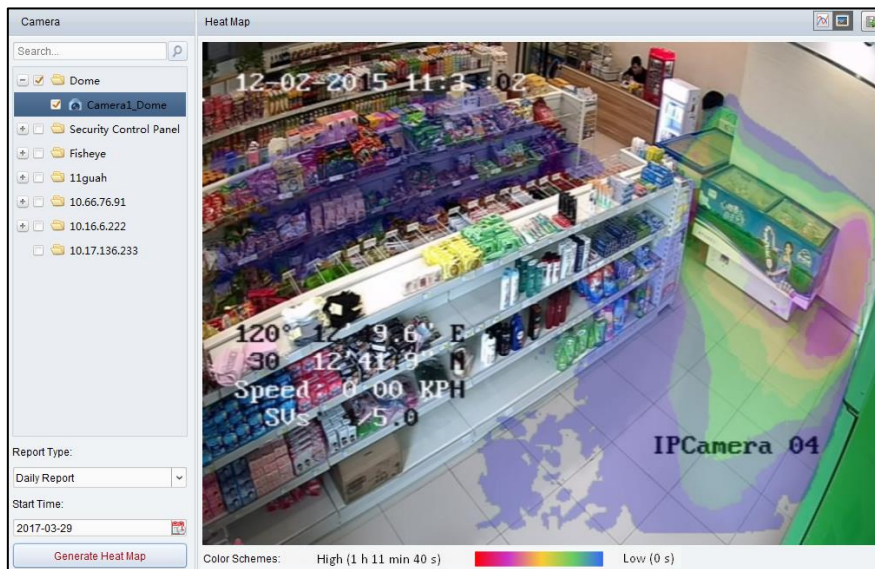 Camera
Heat Map
Search...
Dome
Camera1_Dome
Security Control Panel
Fisheye
11guah
10.66.76.91
10.16.6.222
10.17.136.233
12-02-2015 11:3 :02
120° 12'49.6" E
30 12'41.9" N
Speed: 0.00 KPH
SVs: /5.0
IPCamera 04
Report Type:
Daily Report
Start Time:
2017-03-29
Generate Heat Map
Color Schemes: High (1 h 11 min 40 s) Low (0 s)